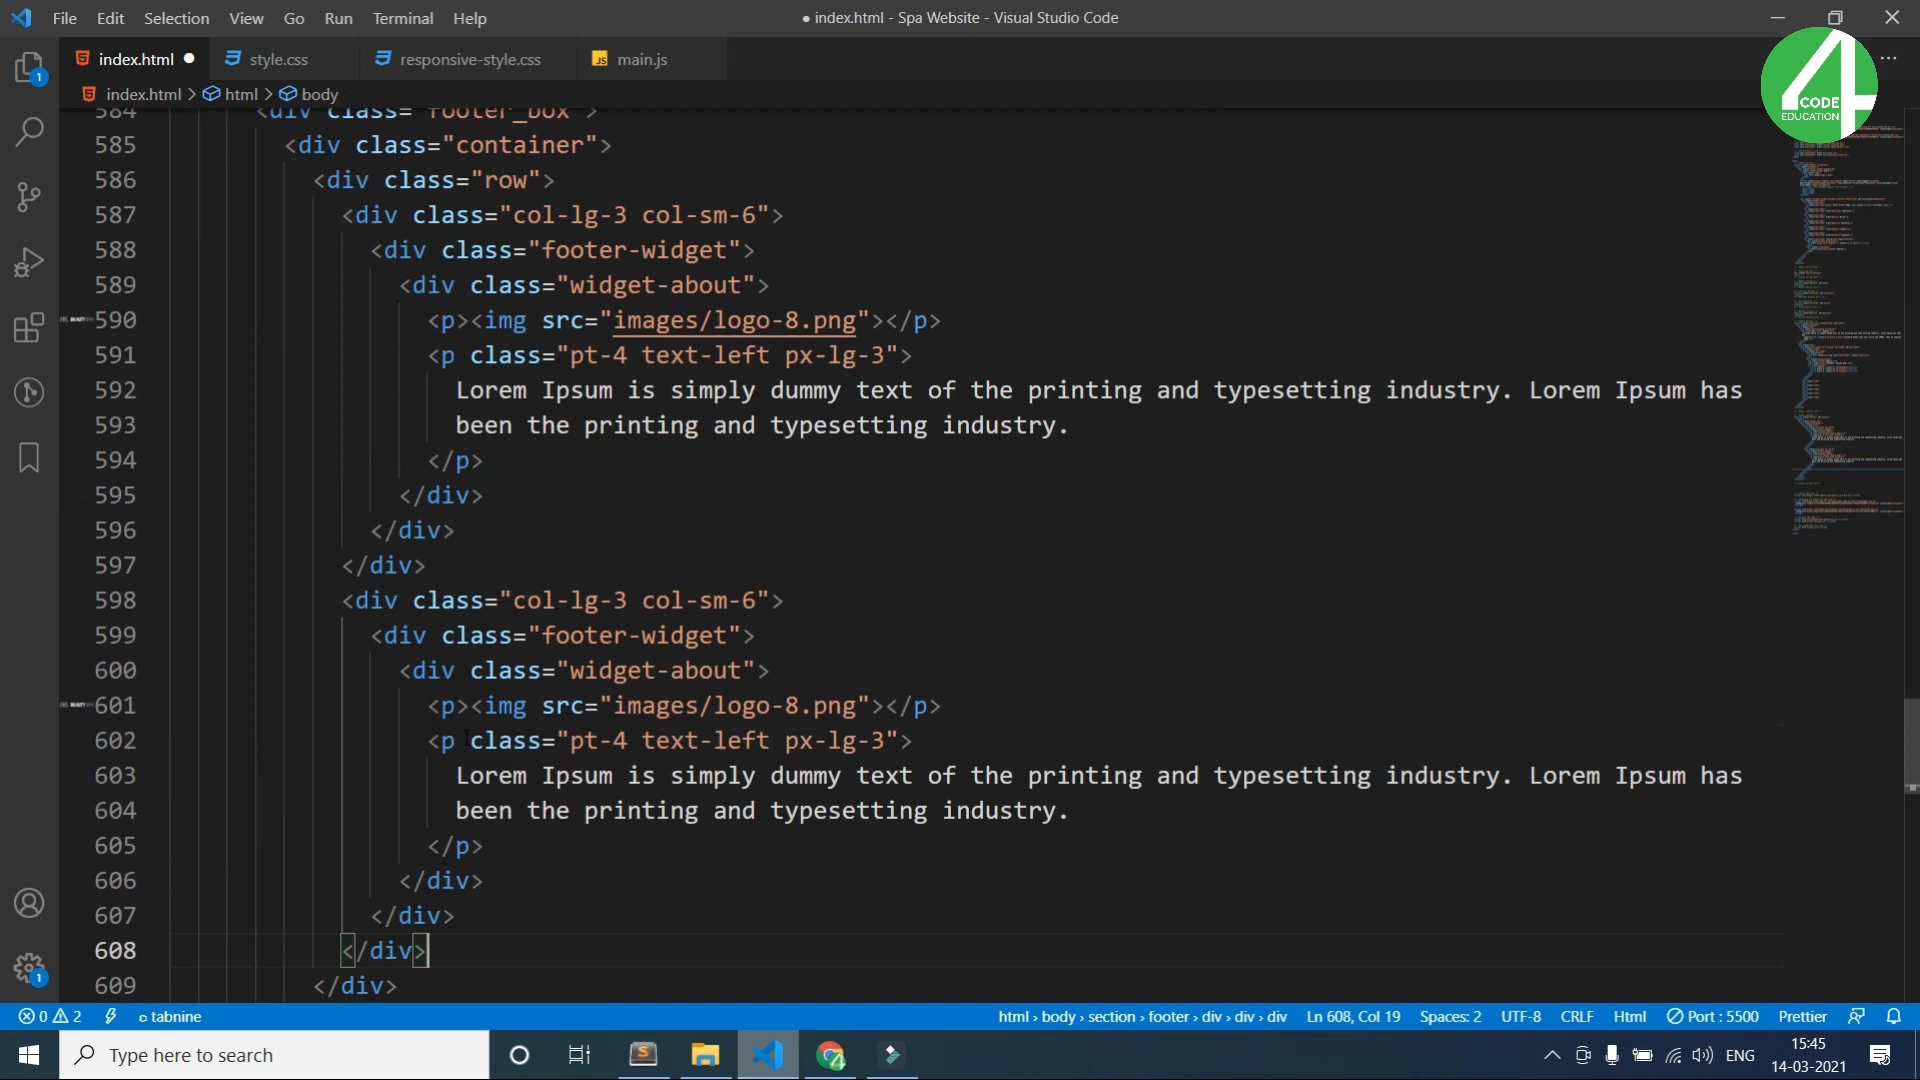 File Edit Selection View Go Run Terminal Help
● index.html - Spa Website - Visual Studio Code
index.html style.css responsive-style.css JS main.js
index.html > html > body
4 CODE EDUCATION
584 <div class="footer_box">
585 <div class="container">
586 <div class="row">
587 <div class="col-lg-3 col-sm-6">
588 <div class="footer-widget">
589 <div class="widget-about">
590 <p><img src="images/logo-8.png"></p>
591 <p class="pt-4 text-left px-lg-3">
592 Lorem Ipsum is simply dummy text of the printing and typesetting industry. Lorem Ipsum has
593 been the printing and typesetting industry.
594 </p>
595 </div>
596 </div>
597 </div>
598 <div class="col-lg-3 col-sm-6">
599 <div class="footer-widget">
600 <div class="widget-about">
601 <p><img src="images/logo-8.png"></p>
602 <p class="pt-4 text-left px-lg-3">
603 Lorem Ipsum is simply dummy text of the printing and typesetting industry. Lorem Ipsum has
604 been the printing and typesetting industry.
605 </p>
606 </div>
607 </div>
608 </div>
609 </div>
0 2 tabnine html › body › section › footer › div › div › div Ln 608, Col 19 Spaces: 2 UTF-8 CRLF Html Port : 5500 Prettier
Type here to search
ENG
15:45
14-03-2021